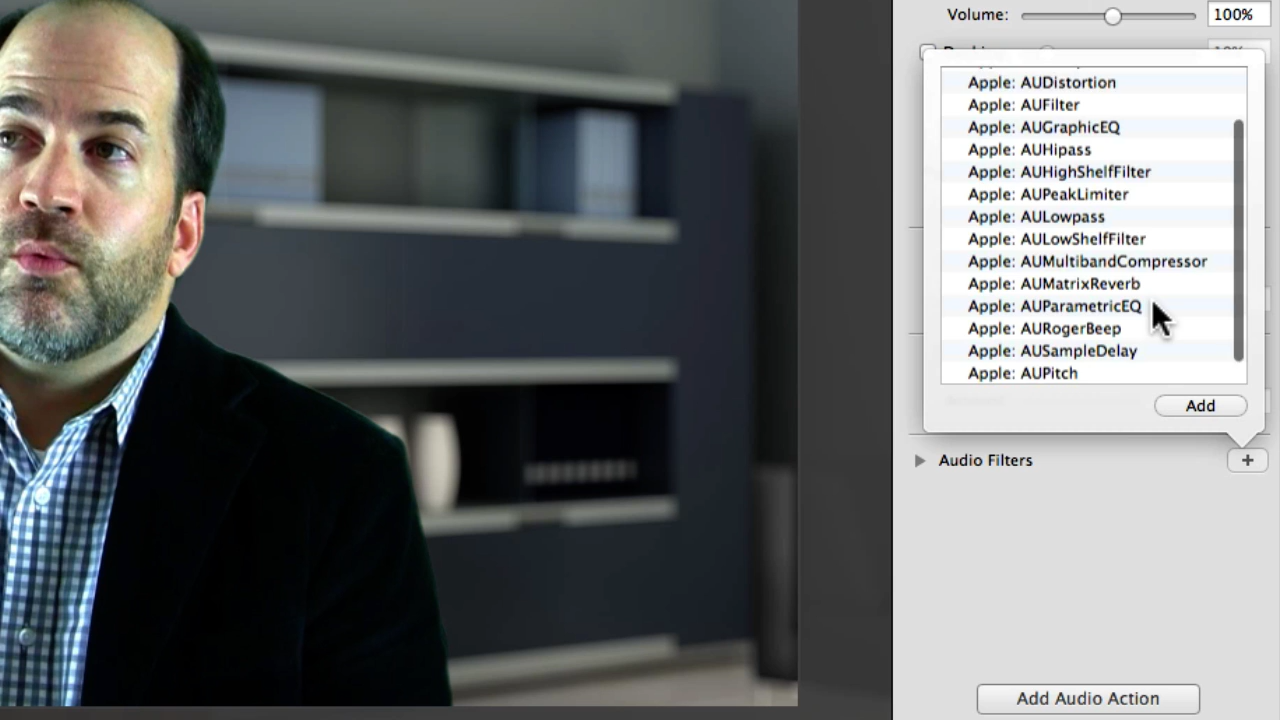 Volume:
100%
Apple: AUDistortion
Apple: AUFilter
Apple: AUGraphicEQ
Apple: AUHipass
Apple: AUHighShelfFilter
Apple: AUPeakLimiter
Apple: AULowpass
Apple: AULowShelfFilter
Apple: AUMultibandCompressor
Apple: AUMatrixReverb
Apple: AUParametricEQ
Apple: AURogerBeep
Apple: AUSampleDelay
Apple: AUPitch
Add
Audio Filters
+
Add Audio Action